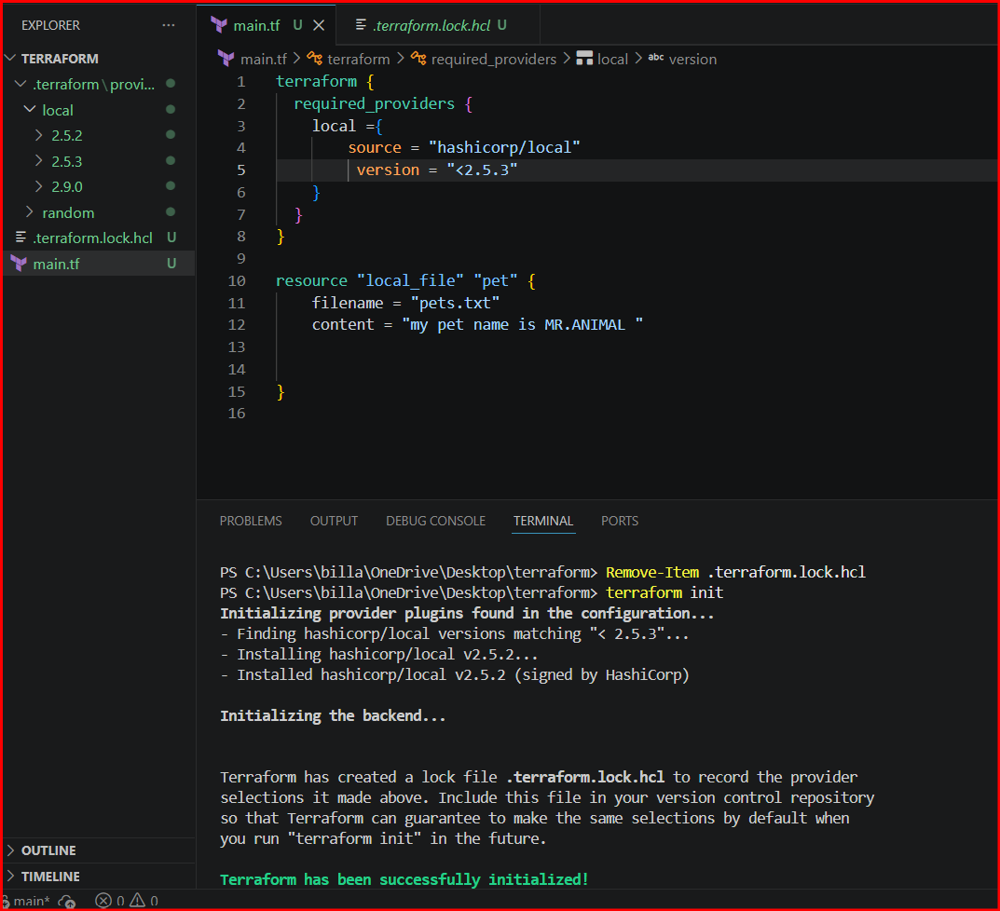 EXPLORER ...
TERRAFORM
.terraform \ provi...
local
2.5.2
2.5.3
2.9.0
random
.terraform.lock.hcl U
main.tf U
OUTLINE
TIMELINE
main.tf U
.terraform.lock.hcl U
main.tf > terraform > required_providers > local > abc version
1 terraform {
2 required_providers {
3 local ={
4 source = "hashicorp/local"
5 version = "<2.5.3"
6 }
7 }
8 }
9
10 resource "local_file" "pet" {
11 filename = "pets.txt"
12 content = "my pet name is MR.ANIMAL "
13
14
15 }
16
PROBLEMS OUTPUT DEBUG CONSOLE TERMINAL PORTS
PS C:\Users\billa\OneDrive\Desktop\terraform> Remove-Item .terraform.lock.hcl
PS C:\Users\billa\OneDrive\Desktop\terraform> terraform init
Initializing provider plugins found in the configuration...
- Finding hashicorp/local versions matching "< 2.5.3"...
- Installing hashicorp/local v2.5.2...
- Installed hashicorp/local v2.5.2 (signed by HashiCorp)
Initializing the backend...
Terraform has created a lock file .terraform.lock.hcl to record the provider
selections it made above. Include this file in your version control repository
so that Terraform can guarantee to make the same selections by default when
you run "terraform init" in the future.
Terraform has been successfully initialized!
main* 0 0